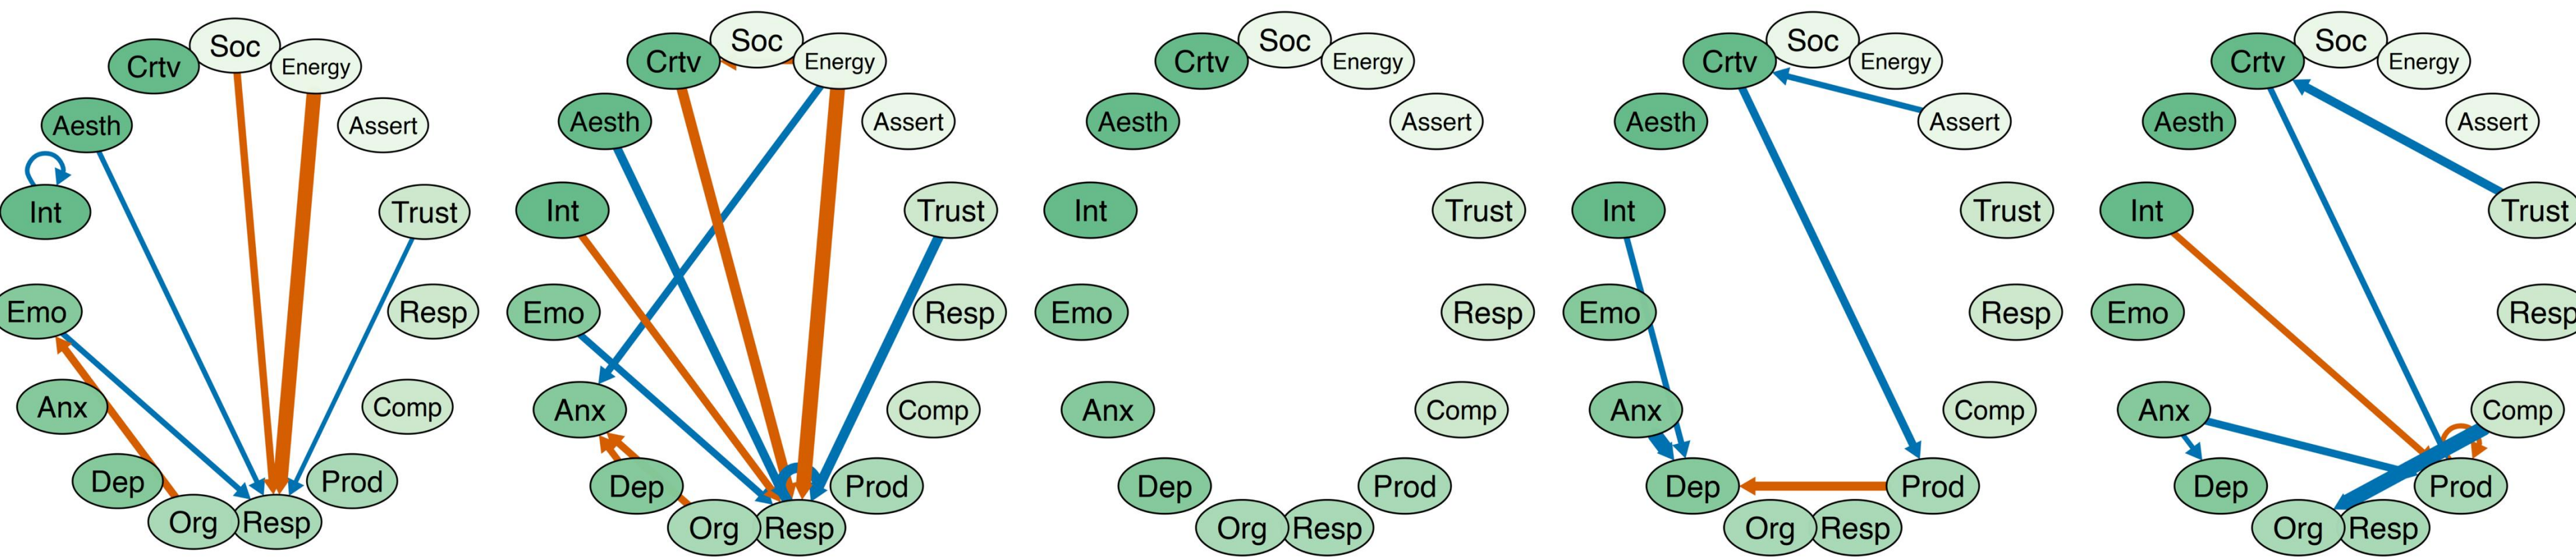 Soc
Crtv
Energy
Aesth
Assert
Int
Trust
Emo
Resp
Anx
Comp
Dep
Prod
Org
Resp
Soc
Crtv
Energy
Aesth
Assert
Int
Trust
Emo
Resp
Anx
Comp
Dep
Prod
Org
Resp
Soc
Crtv
Energy
Aesth
Assert
Int
Trust
Emo
Resp
Anx
Comp
Dep
Prod
Org
Resp
Soc
Crtv
Energy
Aesth
Assert
Int
Trust
Emo
Resp
Anx
Comp
Dep
Prod
Org
Resp
Soc
Crtv
Energy
Aesth
Assert
Int
Trust
Emo
Resp
Anx
Comp
Dep
Prod
Org
Resp